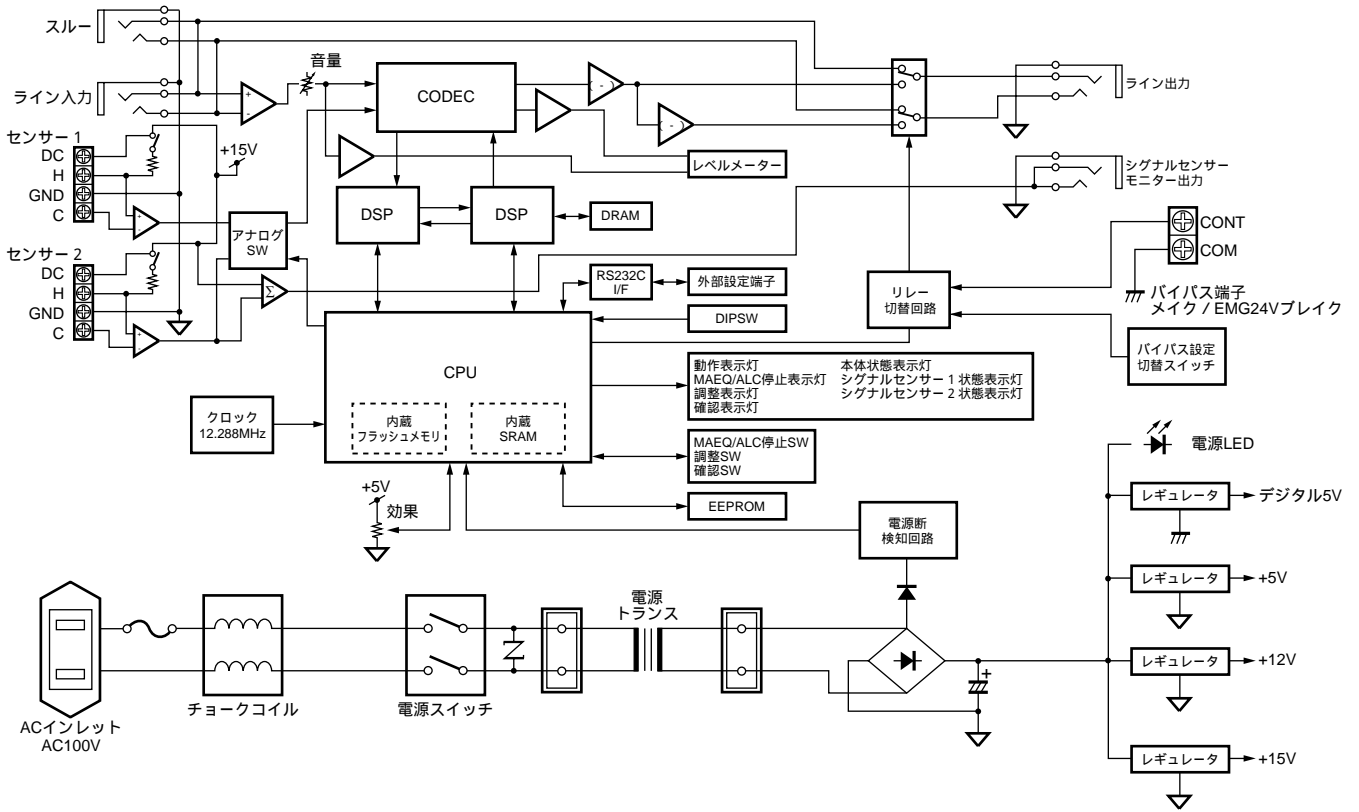 スルー
ライン入力
音量
CODEC
(-)
(-)
ライン出力
センサー 1
DC
H
GND
C
+15V
レベルメーター
シグナルセンサー
モニター出力
DSP
DSP
DRAM
アナログ
SW
センサー 2
DC
H
GND
C
Σ
RS232C
I/F
外部設定端子
DIPSW
リレー
切替回路
CONT
COM
バイパス端子
メイク / EMG24Vブレイク
バイパス設定
切替スイッチ
CPU
内蔵
フラッシュメモリ
内蔵
SRAM
クロック
12.288MHz
動作表示灯 本体状態表示灯
MAEQ/ALC停止表示灯 シグナルセンサー 1 状態表示灯
調整表示灯 シグナルセンサー 2 状態表示灯
確認表示灯
MAEQ/ALC停止SW
調整SW
確認SW
EEPROM
+5V
効果
電源断
検知回路
電源LED
レギュレータ
デジタル5V
レギュレータ
+5V
レギュレータ
+12V
レギュレータ
+15V
ACインレット
AC100V
チョークコイル
電源スイッチ
電源
トランス
+